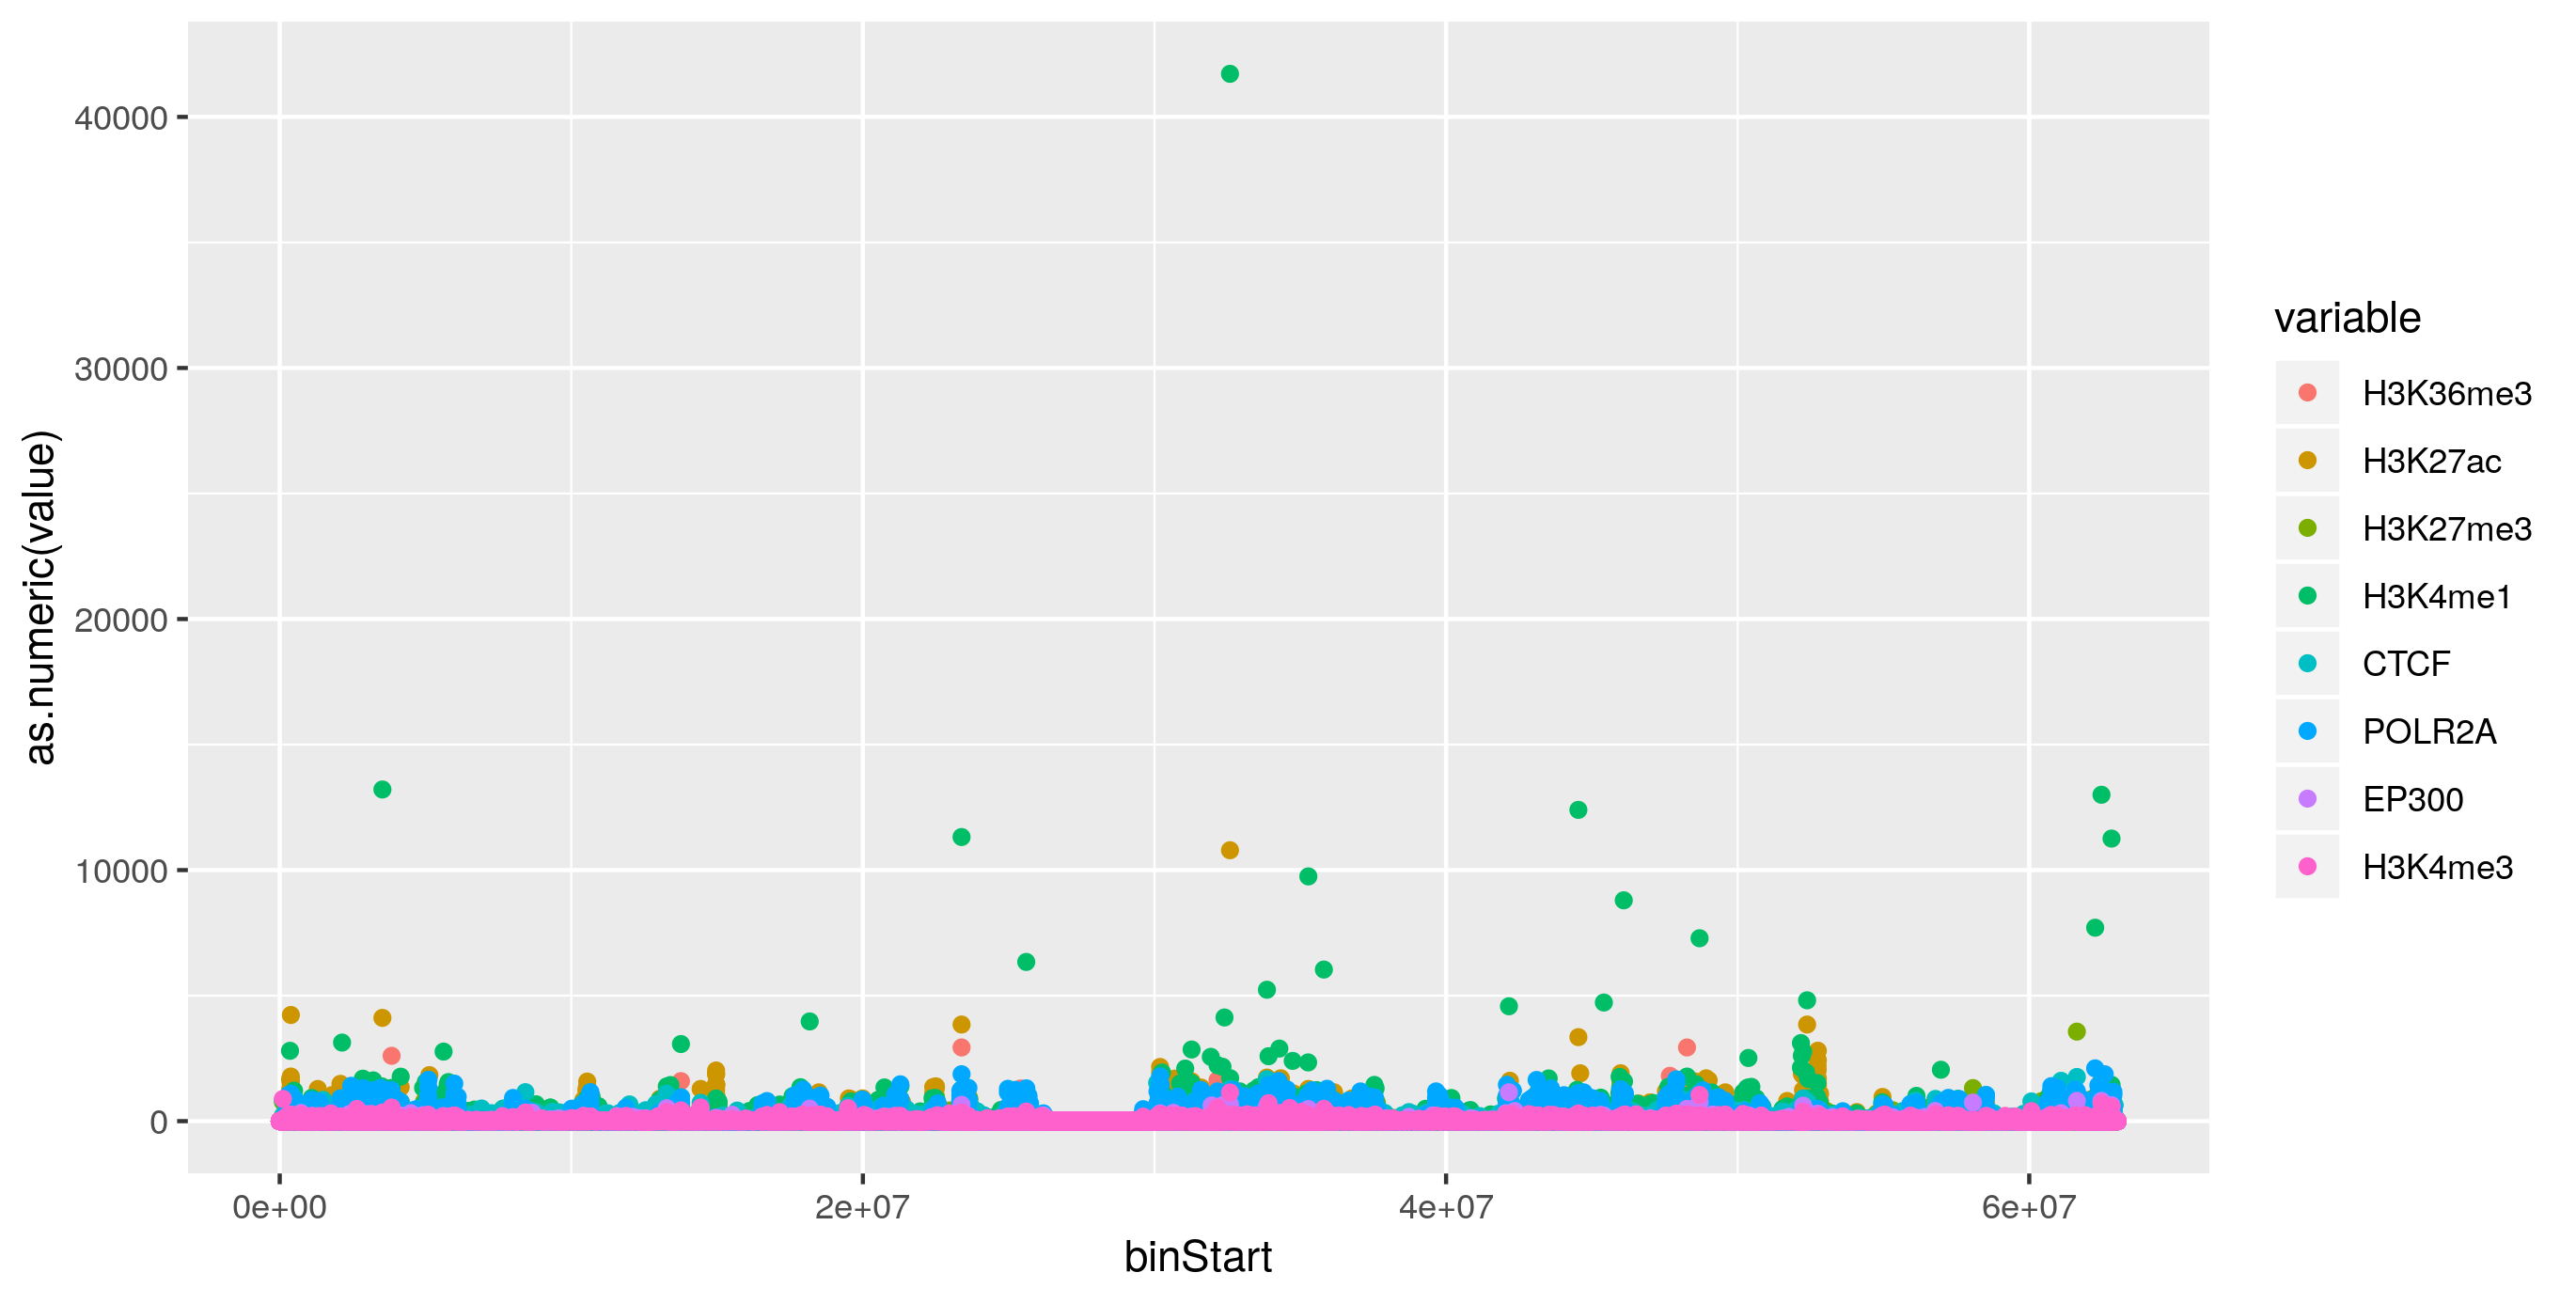 as.numeric(value)
40000
30000
20000
10000
0
0e+00
2e+07
4e+07
6e+07
binStart
variable
H3K36me3
H3K27ac
H3K27me3
H3K4me1
CTCF
POLR2A
EP300
H3K4me3